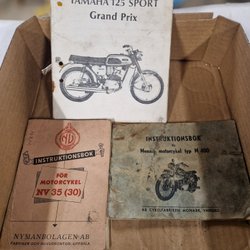 YAMAHA 125 SPORT
Grand Prix
NV
INSTRUKTIONSBOK
FÖR
MOTORCYKEL
NV 35 (30)
NYMANBOLAGEN·AB
INSTRUKTIONSBOK
Monark motorcykel typ M 400
AB CYKELFABRIKEN MONARK, VARBERG